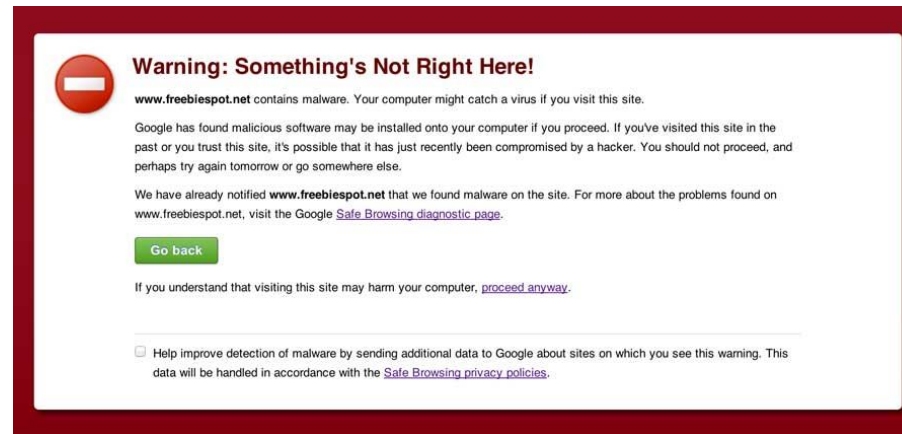 Warning: Something's Not Right Here!
www.freebiespot.net contains malware. Your computer might catch a virus if you visit this site.
Google has found malicious software may be installed onto your computer if you proceed. If you've visited this site in the
past or you trust this site, it's possible that it has just recently been compromised by a hacker. You should not proceed, and
perhaps try again tomorrow or go somewhere else.
We have already notified www.freebiespot.net that we found malware on the site. For more about the problems found on
www.freebiespot.net, visit the Google Safe Browsing diagnostic page.
Go back
If you understand that visiting this site may harm your computer, proceed anyway.
Help improve detection of malware by sending additional data to Google about sites on which you see this warning. This
data will be handled in accordance with the Safe Browsing privacy policies.